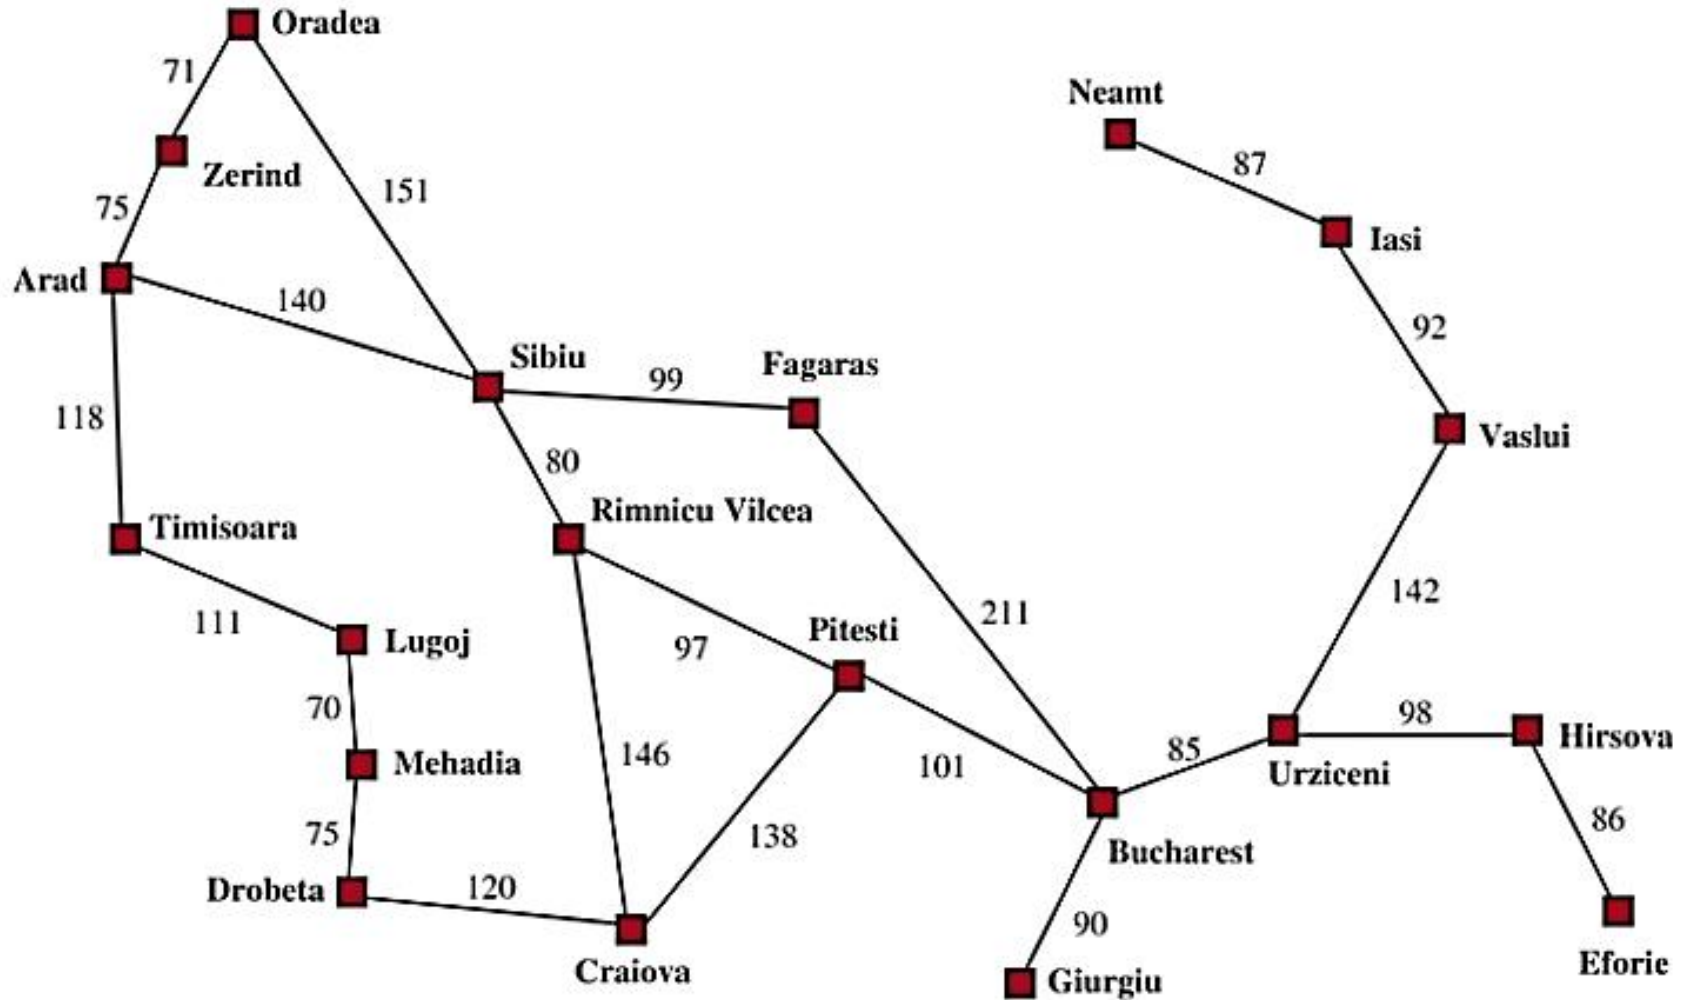 Oradea
71
Neamt
87
Zerind
151
75
Iasi
Arad
140
92
Sibiu
Fagaras
99
118
Vaslui
80
Rimnicu Vilcea
Timisoara
142
211
111
Pitesti
Lugoj
97
70
98
Hirsova
146
85
Mehadia
101
Urziceni
86
75
138
Bucharest
Drobeta
120
90
Eforie
Craiova
Giurgiu